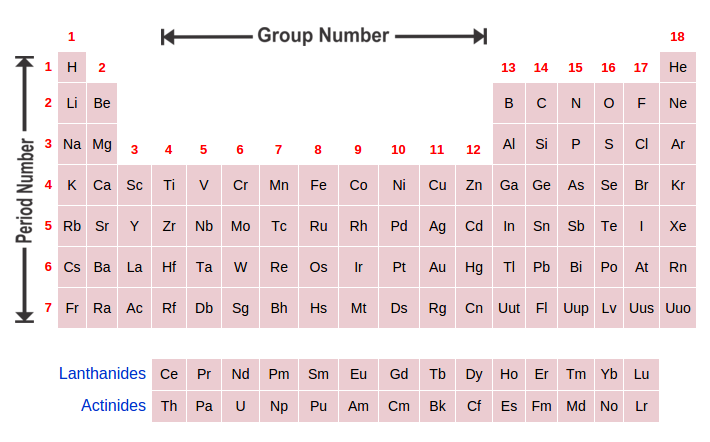 Group Number
1 18
Period Number
1 H 2 13 14 15 16 17 He
2 Li Be B C N O F Ne
3 Na Mg 3 4 5 6 7 8 9 10 11 12 Al Si P S Cl Ar
4 K Ca Sc Ti V Cr Mn Fe Co Ni Cu Zn Ga Ge As Se Br Kr
5 Rb Sr Y Zr Nb Mo Tc Ru Rh Pd Ag Cd In Sn Sb Te I Xe
6 Cs Ba La Hf Ta W Re Os Ir Pt Au Hg Tl Pb Bi Po At Rn
7 Fr Ra Ac Rf Db Sg Bh Hs Mt Ds Rg Cn Uut Fl Uup Lv Uus Uuo
Lanthanides Ce Pr Nd Pm Sm Eu Gd Tb Dy Ho Er Tm Yb Lu
Actinides Th Pa U Np Pu Am Cm Bk Cf Es Fm Md No Lr